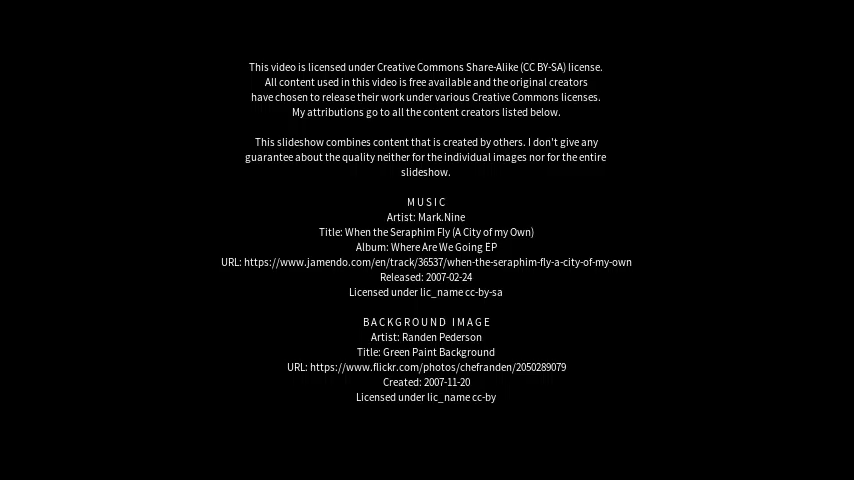 This video is licensed under Creative Commons Share-Alike (CC BY-SA) license.
All content used in this video is free available and the original creators
have chosen to release their work under various Creative Commons licenses.
My attributions go to all the content creators listed below.
This slideshow combines content that is created by others. I don't give any
guarantee about the quality neither for the individual images nor for the entire
slideshow.
MUSIC
Artist: Mark.Nine
Title: When the Seraphim Fly (A City of my Own)
Album: Where Are We Going EP
URL: https://www.jamendo.com/en/track/36537/when-the-seraphim-fly-a-city-of-my-own
Released: 2007-02-24
Licensed under lic_name cc-by-sa
BACKGROUND IMAGE
Artist: Randen Pederson
Title: Green Paint Background
URL: https://www.flickr.com/photos/chefranden/2050289079
Created: 2007-11-20
Licensed under lic_name cc-by